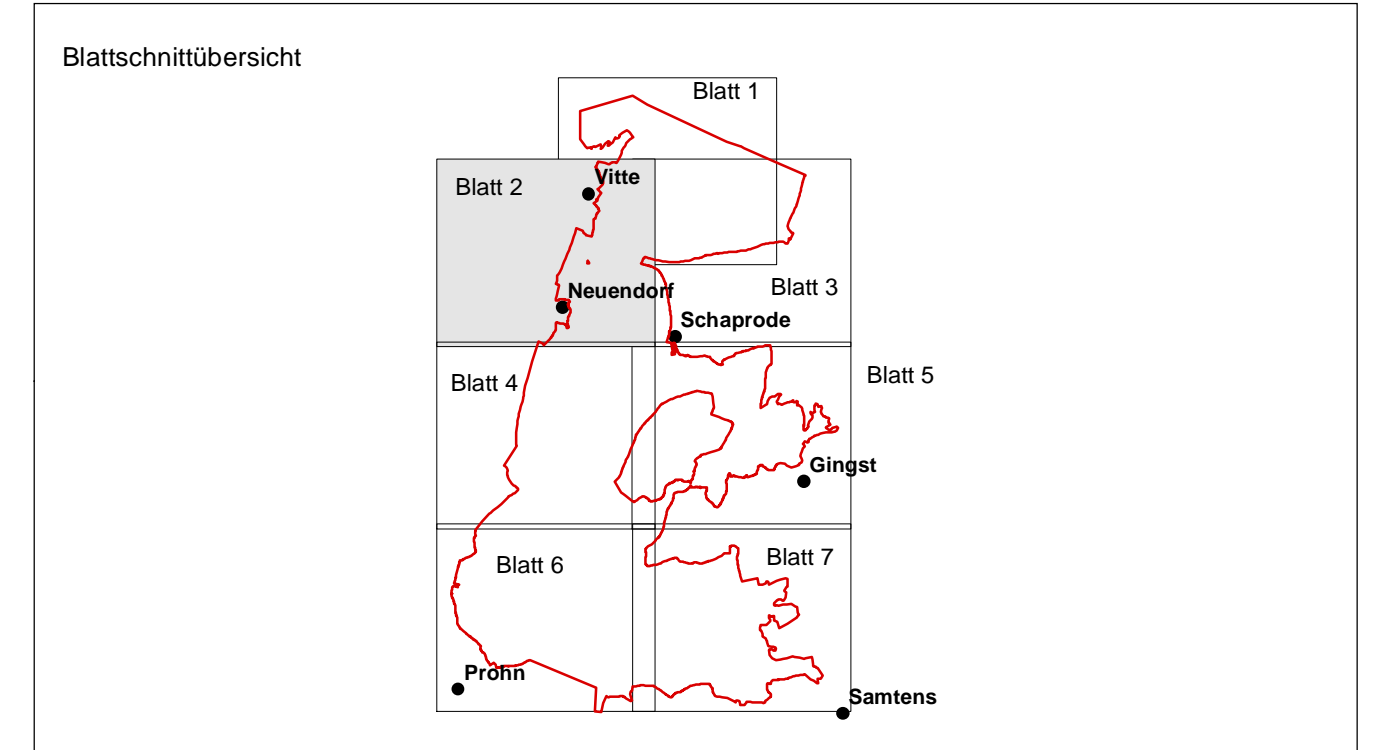 Blattschnittübersicht
Blatt 1
Blatt 2
Vitte
Neuendorf
Blatt 3
Schaprode
Blatt 4
Blatt 5
Gingst
Blatt 6
Blatt 7
Prohn
Samtens